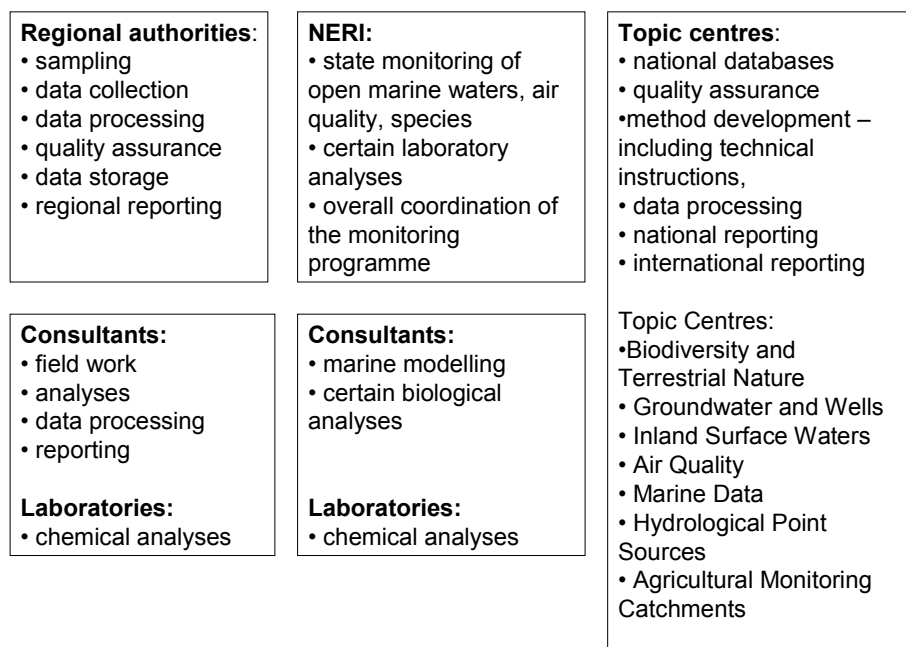 Regional authorities:
• sampling
• data collection
• data processing
• quality assurance
• data storage
• regional reporting
NERI:
• state monitoring of
open marine waters, air
quality, species
• certain laboratory
analyses
• overall coordination of
the monitoring
programme
Topic centres:
• national databases
• quality assurance
•method development –
including technical
instructions,
• data processing
• national reporting
• international reporting
Topic Centres:
•Biodiversity and
Terrestrial Nature
• Groundwater and Wells
• Inland Surface Waters
• Air Quality
• Marine Data
• Hydrological Point
Sources
• Agricultural Monitoring
Catchments
Consultants:
• field work
• analyses
• data processing
• reporting
Laboratories:
• chemical analyses
Consultants:
• marine modelling
• certain biological
analyses
Laboratories:
• chemical analyses